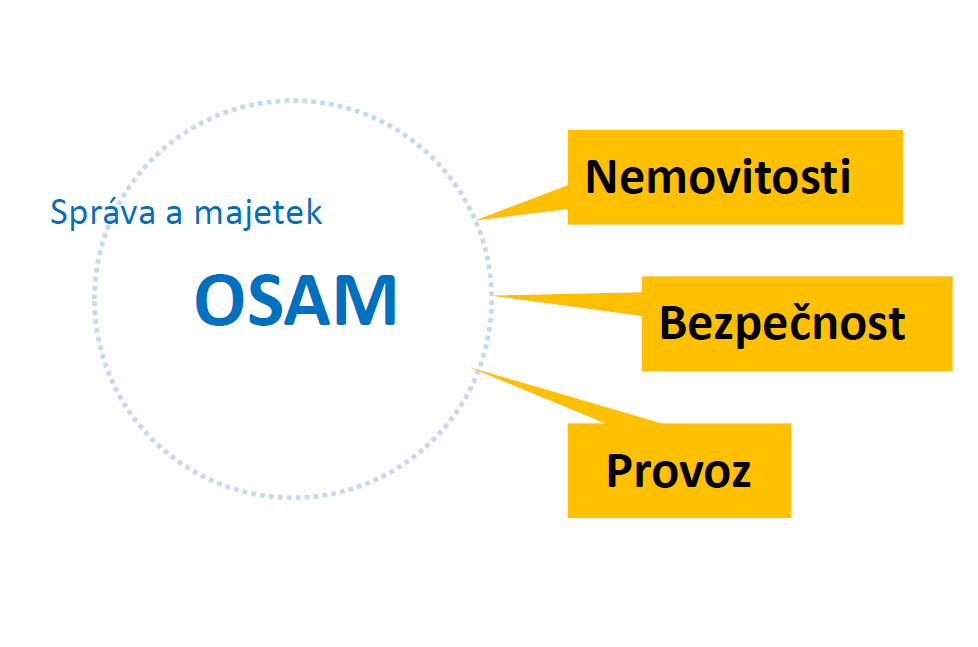 Správa a majetek
OSAM
Nemovitosti
Bezpečnost
Provoz